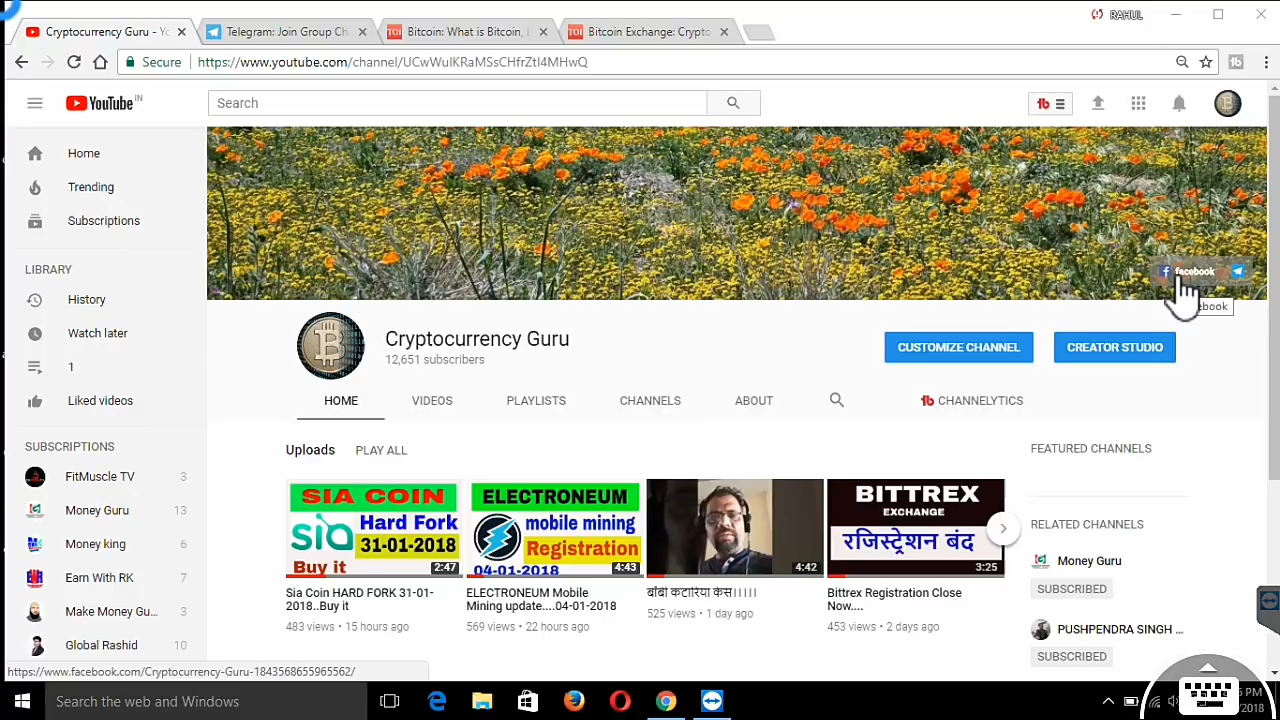 RAHUL
Cryptocurrency Guru - Yo
Telegram: Join Group Ch
TOI Bitcoin: What is Bitcoin,
TOI Bitcoin Exchange: Crypto
Secure https://www.youtube.com/channel/UCwWuIKRaMSsCHfrZtI4MHwQ
YouTube IN
Search
Home
Trending
Subscriptions
LIBRARY
History
Watch later
1
Liked videos
SUBSCRIPTIONS
FitMuscle TV 3
Money Guru 13
Money king 6
Earn With RK 7
Make Money Gu... 3
Global Rashid 10
facebook
Cryptocurrency Guru
12,651 subscribers
CUSTOMIZE CHANNEL
CREATOR STUDIO
HOME VIDEOS PLAYLISTS CHANNELS ABOUT CHANNELYTICS
Uploads PLAY ALL
SIA COIN
sia Hard Fork
31-01-2018
Buy it
2:47
Sia Coin HARD FORK 31-01-
2018..Buy it
483 views • 15 hours ago
ELECTRONEUM
mobile mining
Registration
04-01-2018
4:43
ELECTRONEUM Mobile
Mining update....04-01-2018
569 views • 22 hours ago
4:42
बॉबी कटारिया केस।।।।।
525 views • 1 day ago
BITTREX
EXCHANGE
रजिस्ट्रेशन बंद
3:25
Bittrex Registration Close
Now....
453 views • 2 days ago
FEATURED CHANNELS
RELATED CHANNELS
Money Guru
SUBSCRIBED
PUSHPENDRA SINGH ...
SUBSCRIBED
https://www.facebook.com/Cryptocurrency-Guru-1843568655965562/
Search the web and Windows